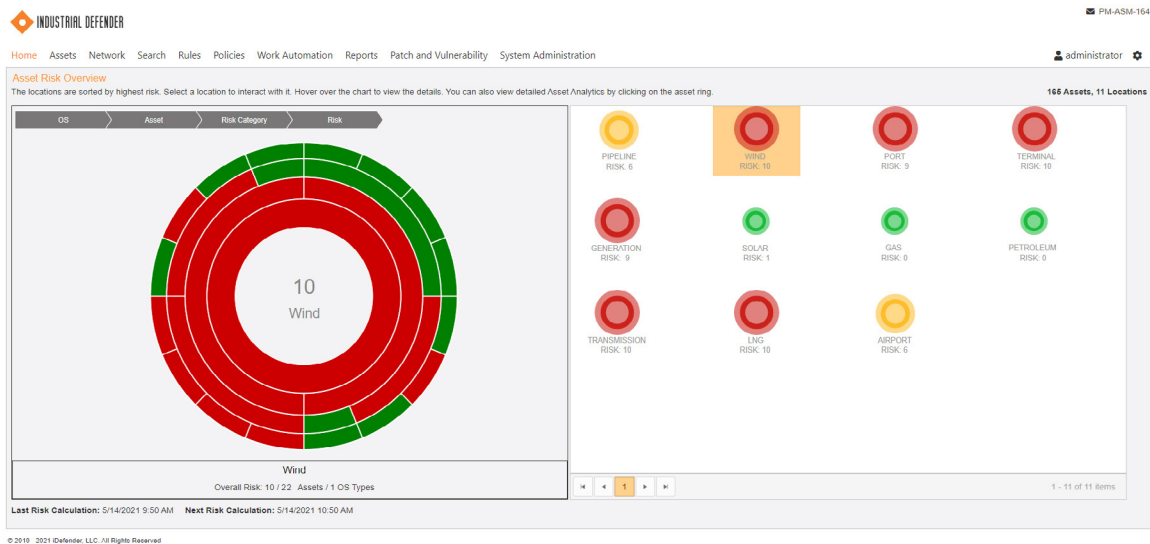 PM-ASM-164
INDUSTRIAL DEFENDER
Home Assets Network Search Rules Policies Work Automation Reports Patch and Vulnerability System Administration administrator
Asset Risk Overview
The locations are sorted by highest risk. Select a location to interact with it. Hover over the chart to view the details. You can also view detailed Asset Analytics by clicking on the asset ring. 165 Assets, 11 Locations
OS Asset Risk Category Risk
10
Wind
Wind
Overall Risk: 10 / 22 Assets / 1 OS Types
PIPELINE WIND PORT TERMINAL
RISK: 6 RISK: 10 RISK: 9 RISK: 10
GENERATION SOLAR GAS PETROLEUM
RISK: 9 RISK: 1 RISK: 0 RISK: 0
TRANSMISSION LNG AIRPORT
RISK: 10 RISK: 10 RISK: 6
1 1 - 11 of 11 items
Last Risk Calculation: 5/14/2021 9:50 AM Next Risk Calculation: 5/14/2021 10:50 AM
© 2016 2021 iDefender, LLC. All Rights Reserved